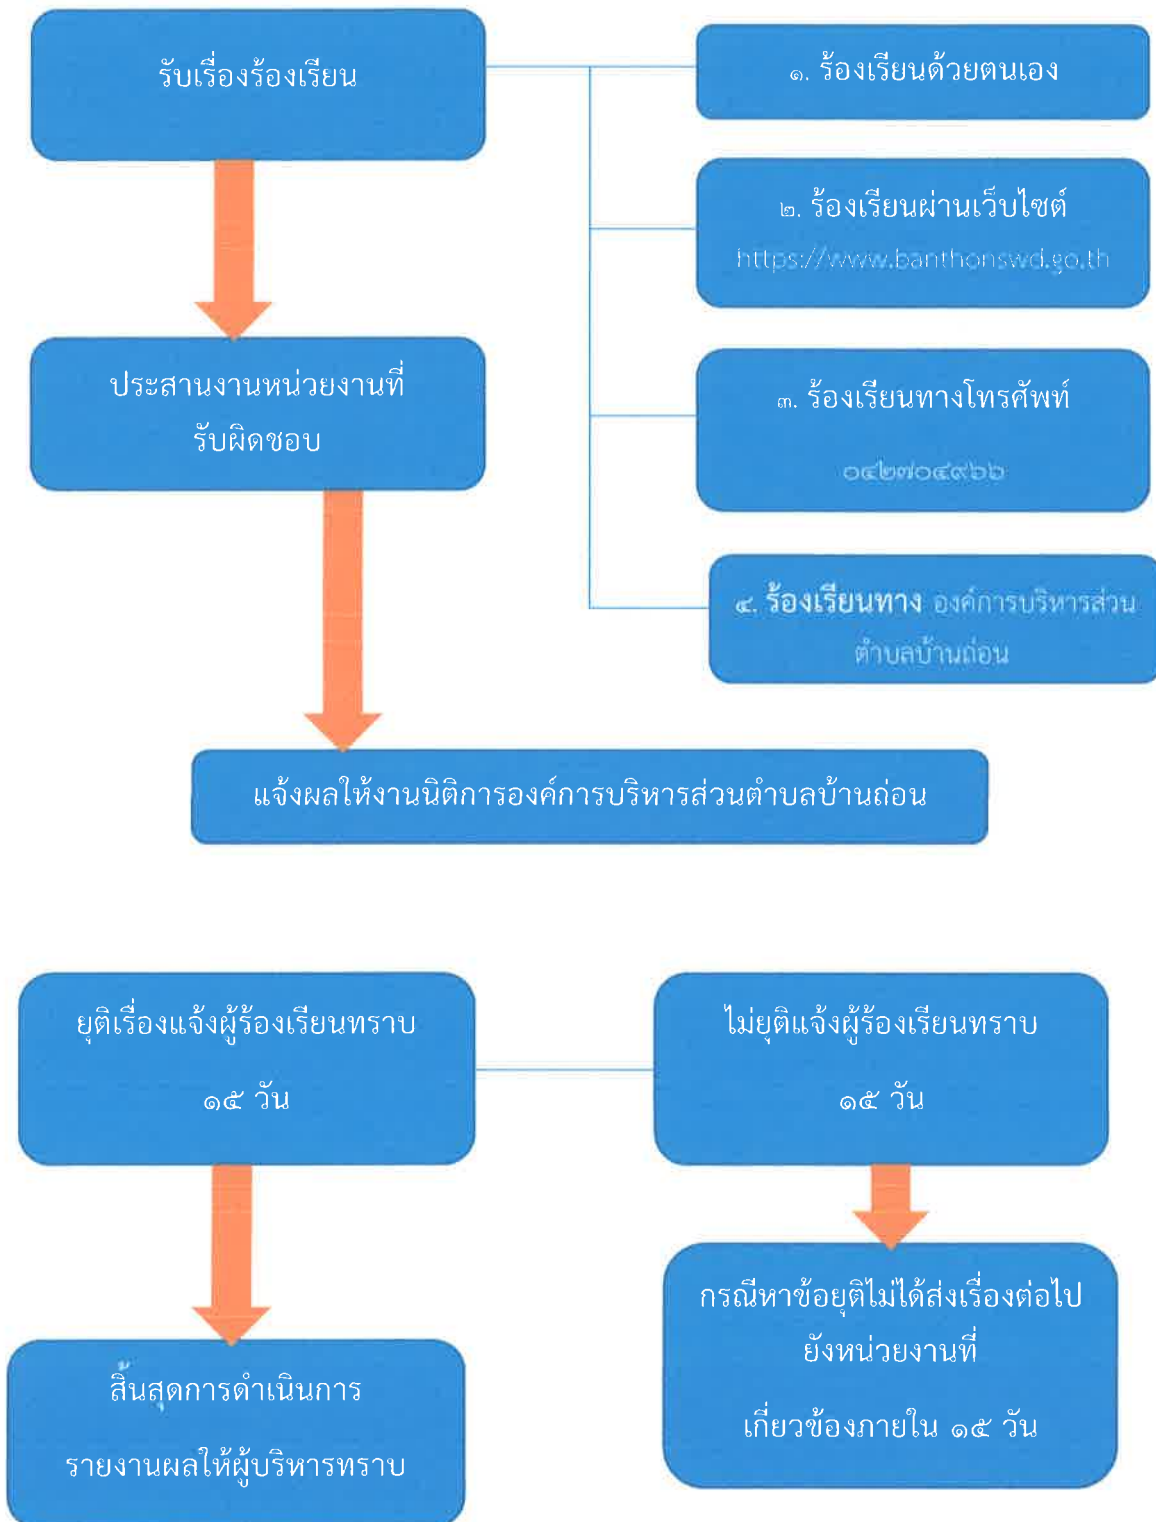 รับเรื่องร้องเรียน
๑. ร้องเรียนด้วยตนเอง
๒. ร้องเรียนผ่านเว็บไซต์
https://www.banthonswd.go.th
๓. ร้องเรียนทางโทรศัพท์
๐๔๒๗๐๔๙๖๖
๔. ร้องเรียนทาง องค์การบริหารส่วน
ตำบลบ้านถ่อน
ประสานงานหน่วยงานที่
รับผิดชอบ
แจ้งผลให้งานนิติการองค์การบริหารส่วนตำบลบ้านถ่อน
ยุติเรื่องแจ้งผู้ร้องเรียนทราบ
๑๕ วัน
ไม่ยุติแจ้งผู้ร้องเรียนทราบ
๑๕ วัน
สิ้นสุดการดำเนินการ
รายงานผลให้ผู้บริหารทราบ
กรณีหาข้อยุติไม่ได้ส่งเรื่องต่อไป
ยังหน่วยงานที่
เกี่ยวข้องภายใน ๑๕ วัน